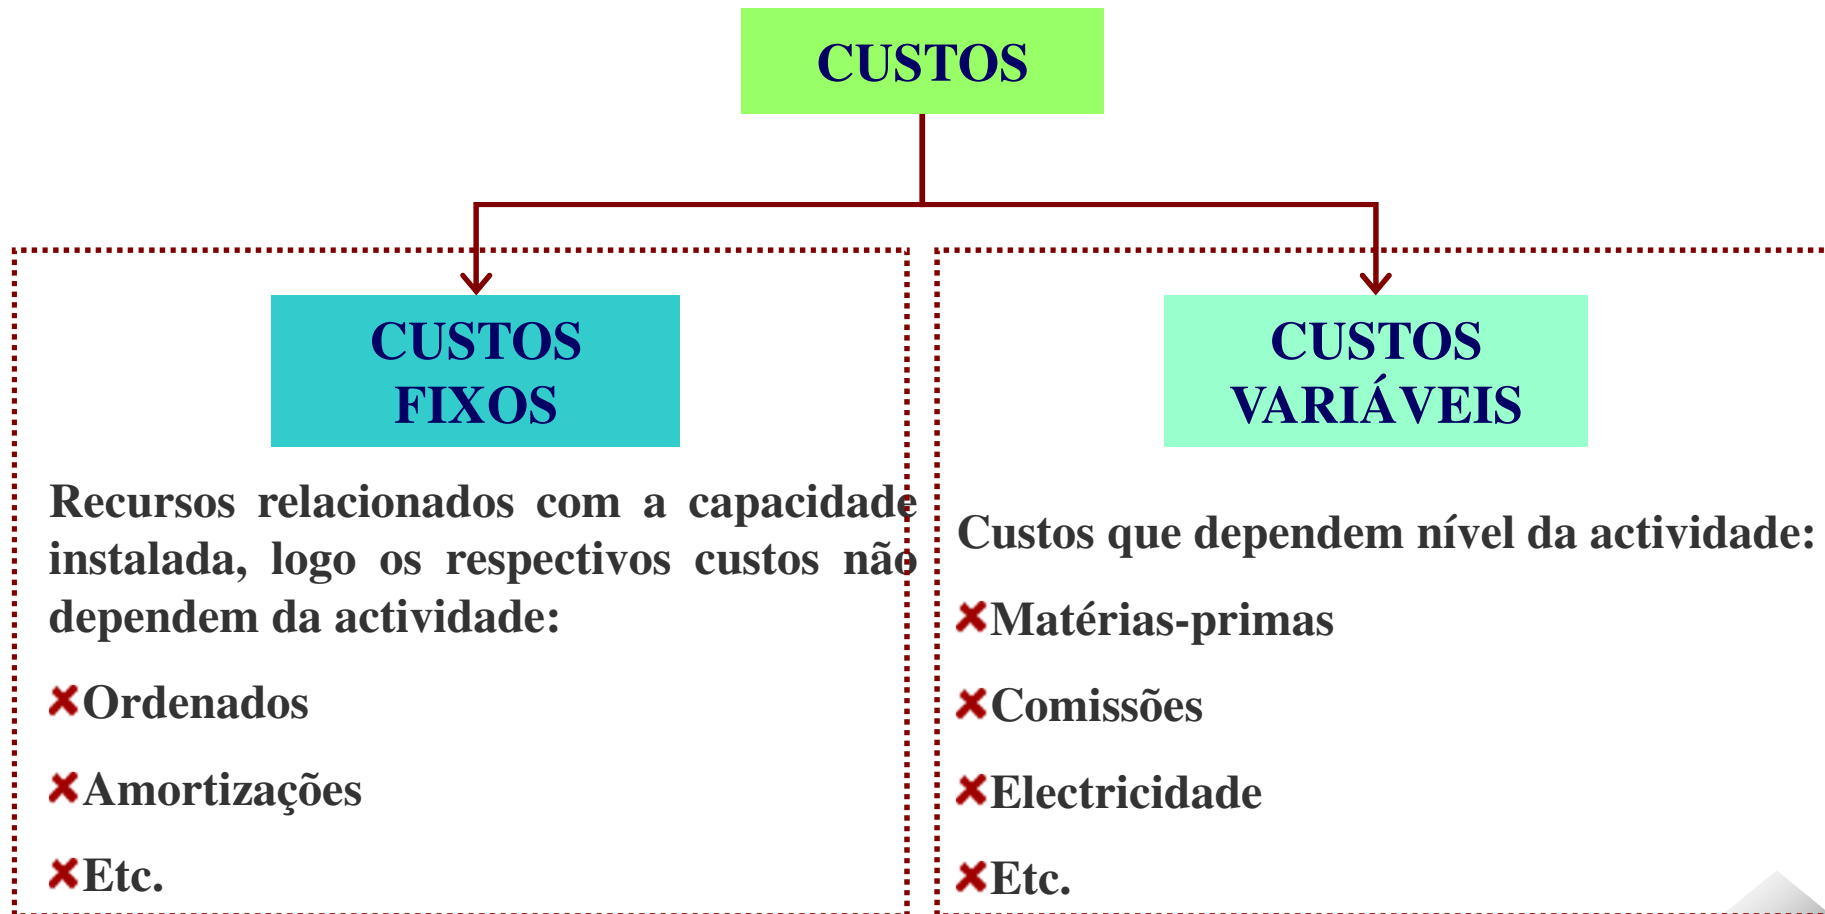 CUSTOS
CUSTOS
FIXOS
Recursos relacionados com a capacidade
instalada, logo os respectivos custos não
dependem da actividade:
Ordenados
Amortizações
Etc.
CUSTOS
VARIÁVEIS
Custos que dependem nível da actividade:
Matérias-primas
Comissões
Electricidade
Etc.